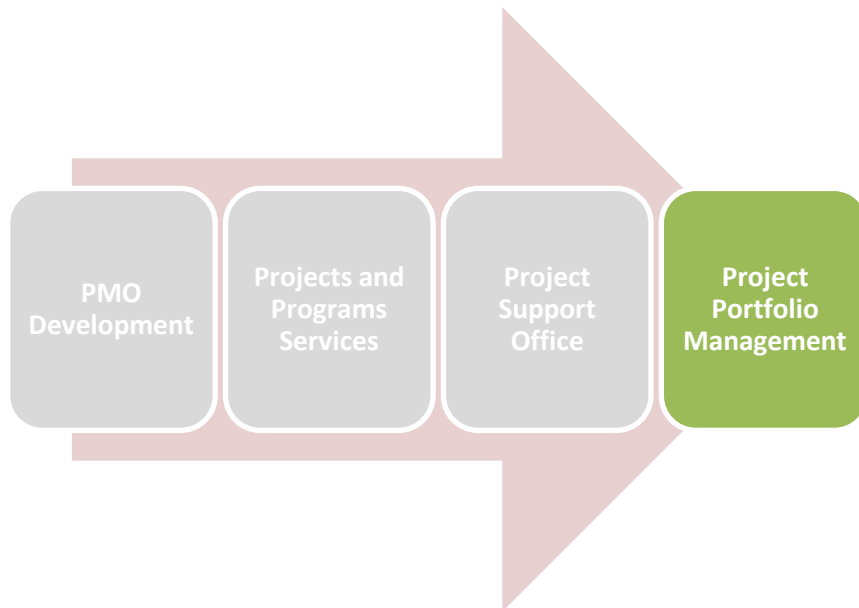 PMO
Development
Projects and
Programs
Services
Project
Support
Office
Project
Portfolio
Management